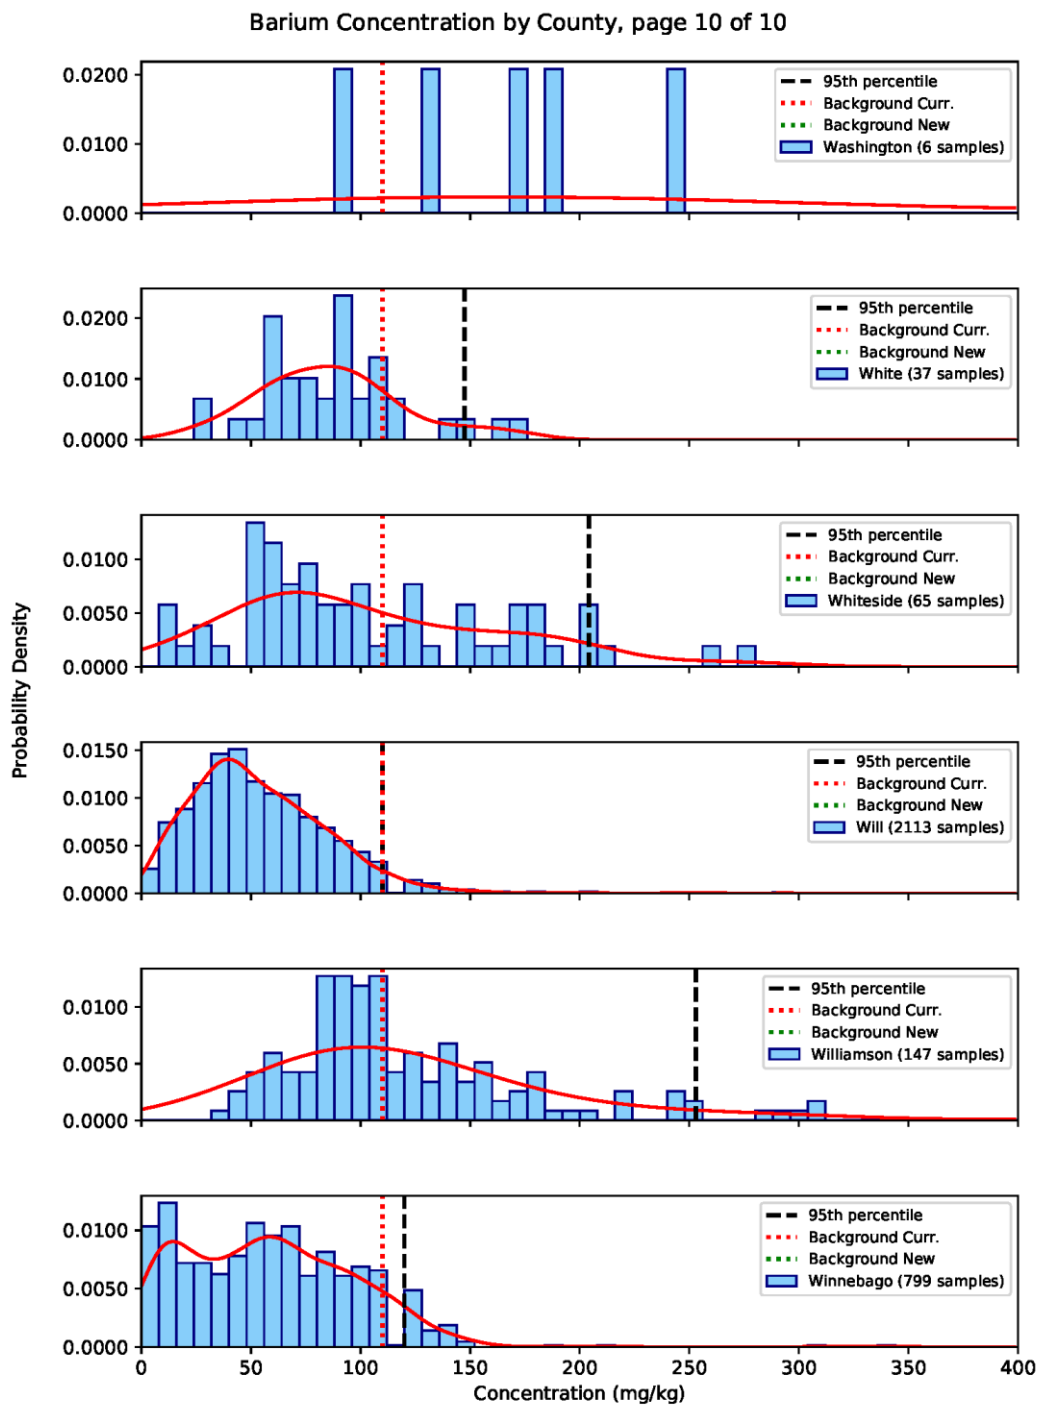 Barium Concentration by County, page 10 of 10
0.0200
0.0100
0.0000
95th percentile
Background Curr.
Background New
Washington (6 samples)
0.0200
0.0100
0.0000
95th percentile
Background Curr.
Background New
White (37 samples)
0.0100
0.0050
0.0000
95th percentile
Background Curr.
Background New
Whiteside (65 samples)
Probability Density
0.0150
0.0100
0.0050
0.0000
95th percentile
Background Curr.
Background New
Will (2113 samples)
0.0100
0.0050
0.0000
95th percentile
Background Curr.
Background New
Williamson (147 samples)
0.0100
0.0050
0.0000
95th percentile
Background Curr.
Background New
Winnebago (799 samples)
0 50 100 150 200 250 300 350 400
Concentration (mg/kg)